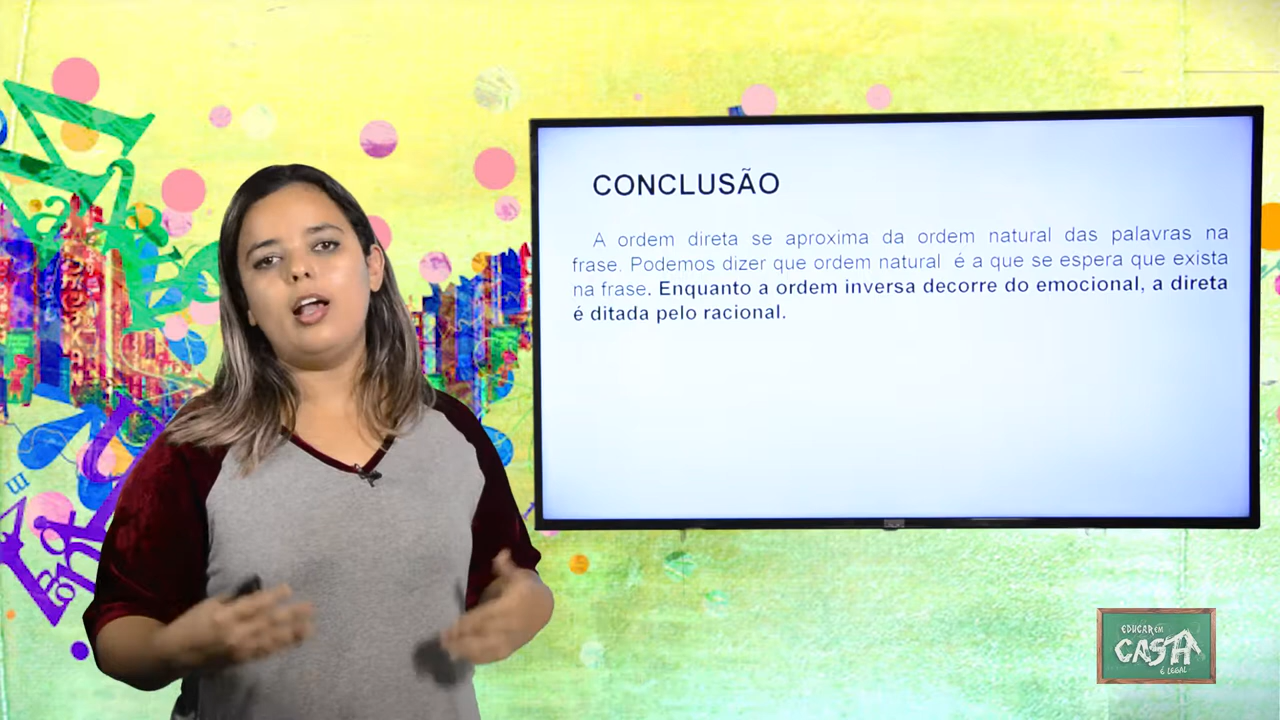 CONCLUSÃO
A ordem direta se aproxima da ordem natural das palavras na
frase. Podemos dizer que ordem natural é a que se espera que exista
na frase. Enquanto a ordem inversa decorre do emocional, a direta
é ditada pelo racional.
EDUCAR EM
CASA
É LEGAL